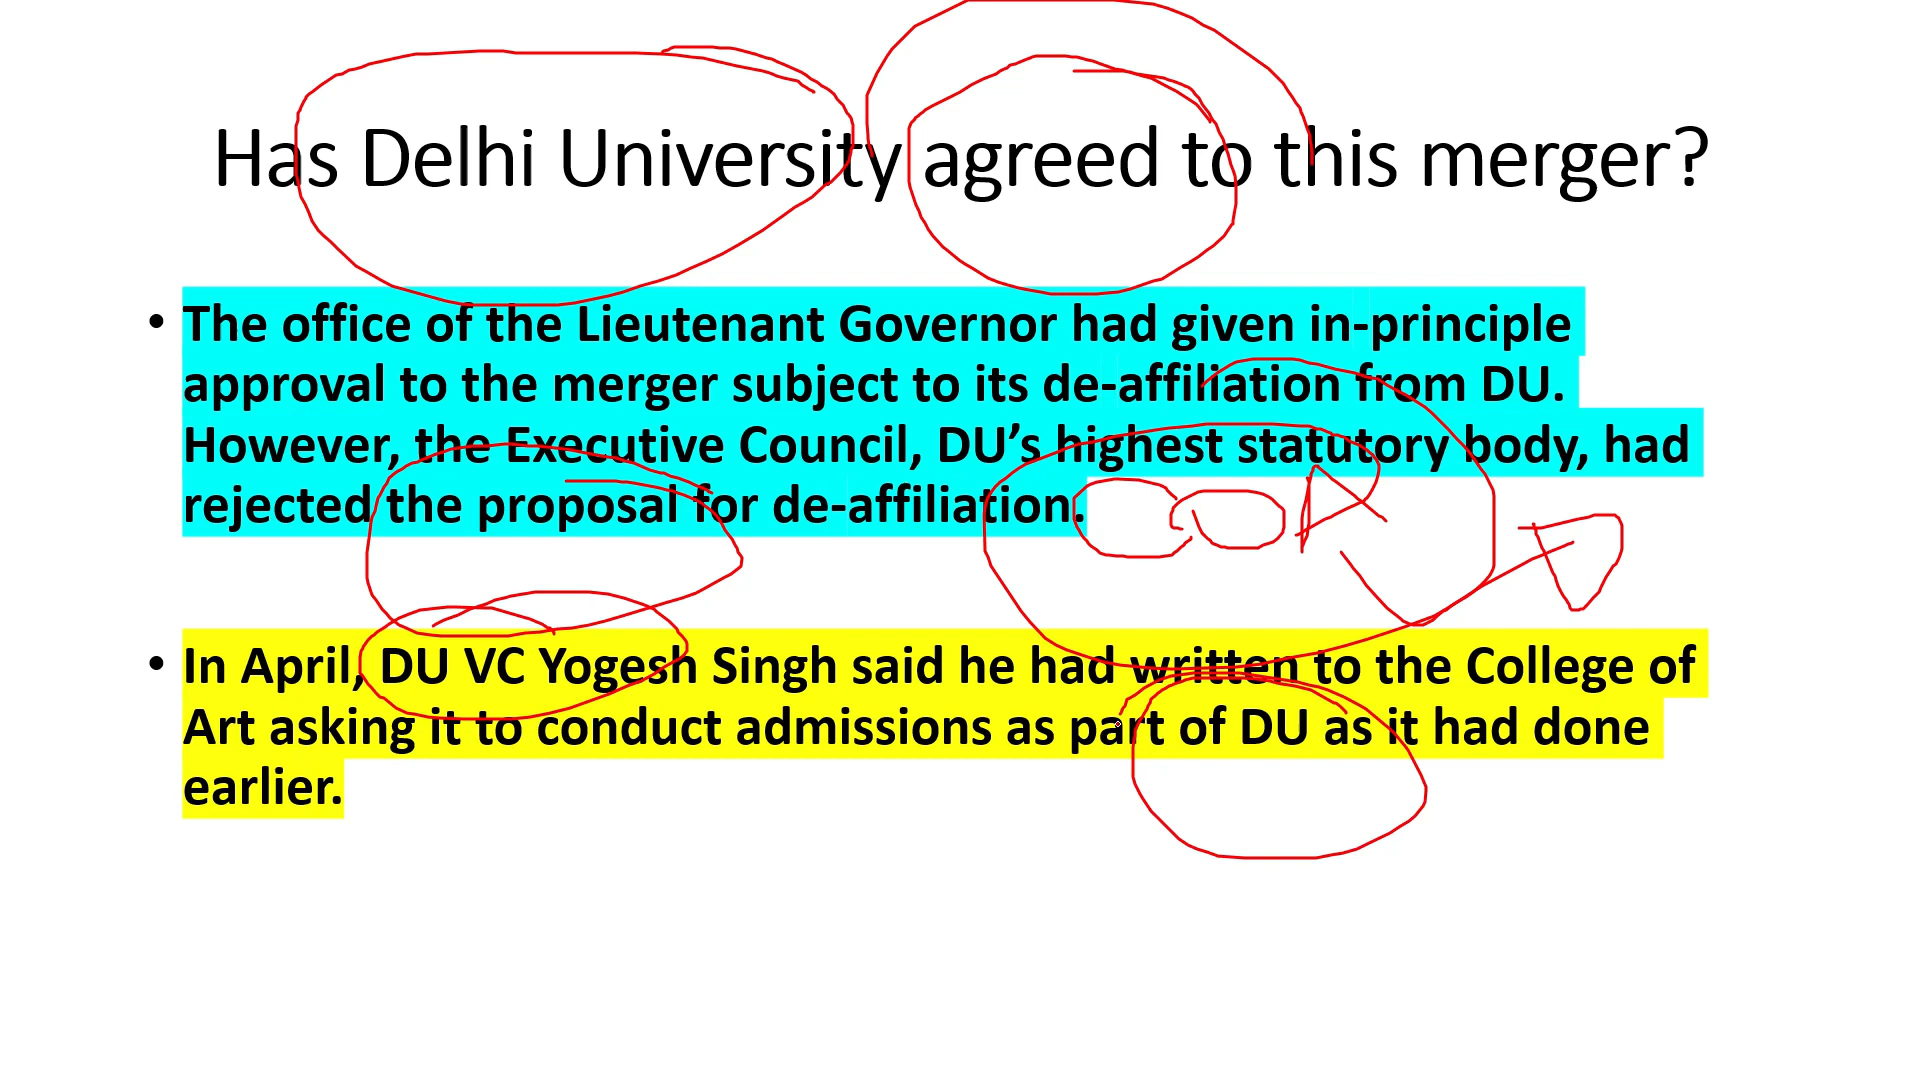 Has Delhi University agreed to this merger?
• The office of the Lieutenant Governor had given in-principle
approval to the merger subject to its de-affiliation from DU.
However, the Executive Council, DU’s highest statutory body, had
rejected the proposal for de-affiliation.
COA
• In April, DU VC Yogesh Singh said he had written to the College of
Art asking it to conduct admissions as part of DU as it had done
earlier.